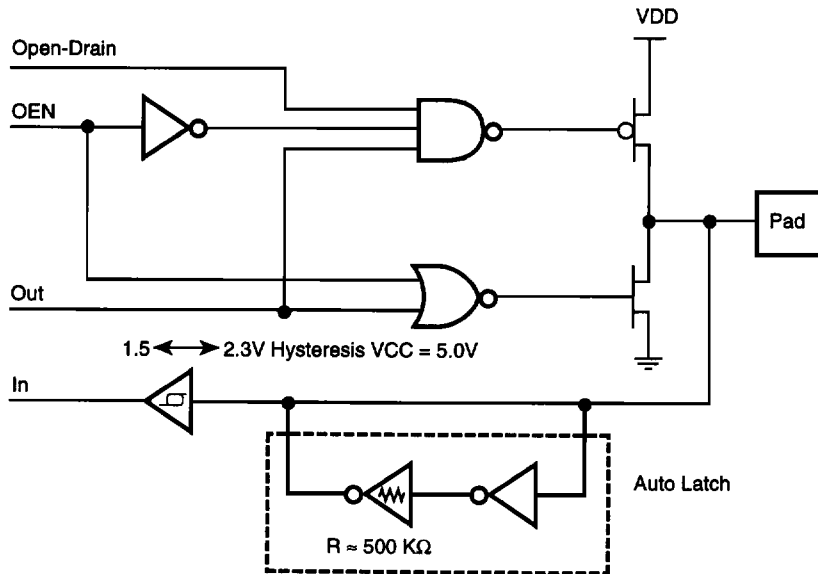 VDD
Open-Drain
OEN
Pad
Out
1.5 2.3V Hysteresis VCC = 5.0V
In
Auto Latch
R ≈ 500 KΩ